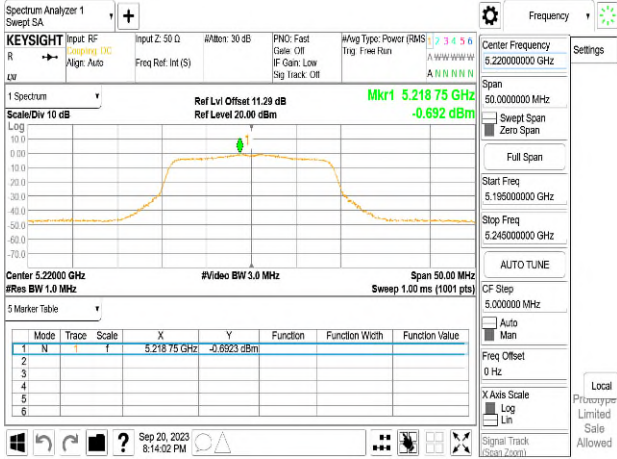 Spectrum Analyzer 1
Swept SA
+
Frequency
KEYSIGHT
R
Input: RF
Coupling: DC
Align: Auto
Input Z: 50 Ω
Freq Ref: Int (S)
#Atten: 30 dB
PNO: Fast
Gate: Off
IF Gain: Low
Sig Track: Off
#Avg Type: Power (RMS
Trig: Free Run
1 2 3 4 5 6
A W W W W W
A N N N N N
1 Spectrum
Scale/Div 10 dB
Ref Lvl Offset 11.29 dB
Ref Level 20.00 dBm
Mkr1 5.218 75 GHz
-0.692 dBm
Log
10.0
0.00
-10.0
-20.0
-30.0
-40.0
-50.0
-60.0
-70.0
1
Center 5.22000 GHz
#Res BW 1.0 MHz
#Video BW 3.0 MHz
Span 50.00 MHz
Sweep 1.00 ms (1001 pts)
5 Marker Table
Mode Trace Scale X Y Function Function Width Function Value
1 N 1 f 5.218 75 GHz -0.6923 dBm
2
3
4
5
6
?
Sep 20, 2023
8:14:02 PM
Center Frequency
5.220000000 GHz
Span
50.0000000 MHz
Swept Span
Zero Span
Full Span
Start Freq
5.195000000 GHz
Stop Freq
5.245000000 GHz
AUTO TUNE
CF Step
5.000000 MHz
Auto
Man
Freq Offset
0 Hz
X Axis Scale
Log
Lin
Signal Track
(Span Zoom)
Settings
Local
Prototype
Limited
Sale
Allowed